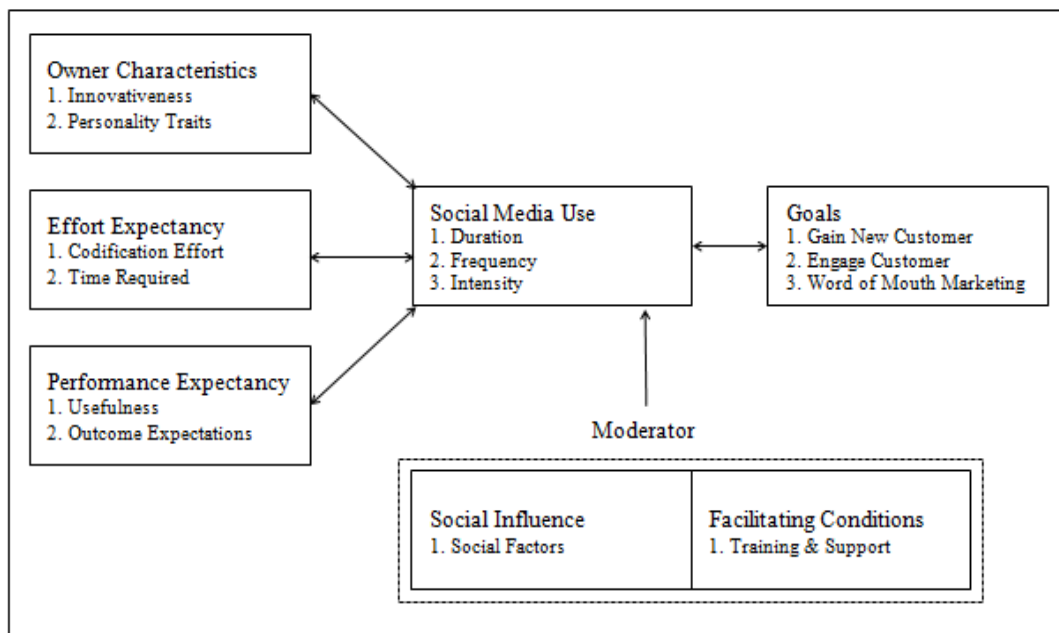 Owner Characteristics
1. Innovativeness
2. Personality Traits
Effort Expectancy
1. Codification Effort
2. Time Required
Performance Expectancy
1. Usefulness
2. Outcome Expectations
Social Media Use
1. Duration
2. Frequency
3. Intensity
Goals
1. Gain New Customer
2. Engage Customer
3. Word of Mouth Marketing
Moderator
Social Influence
1. Social Factors
Facilitating Conditions
1. Training & Support